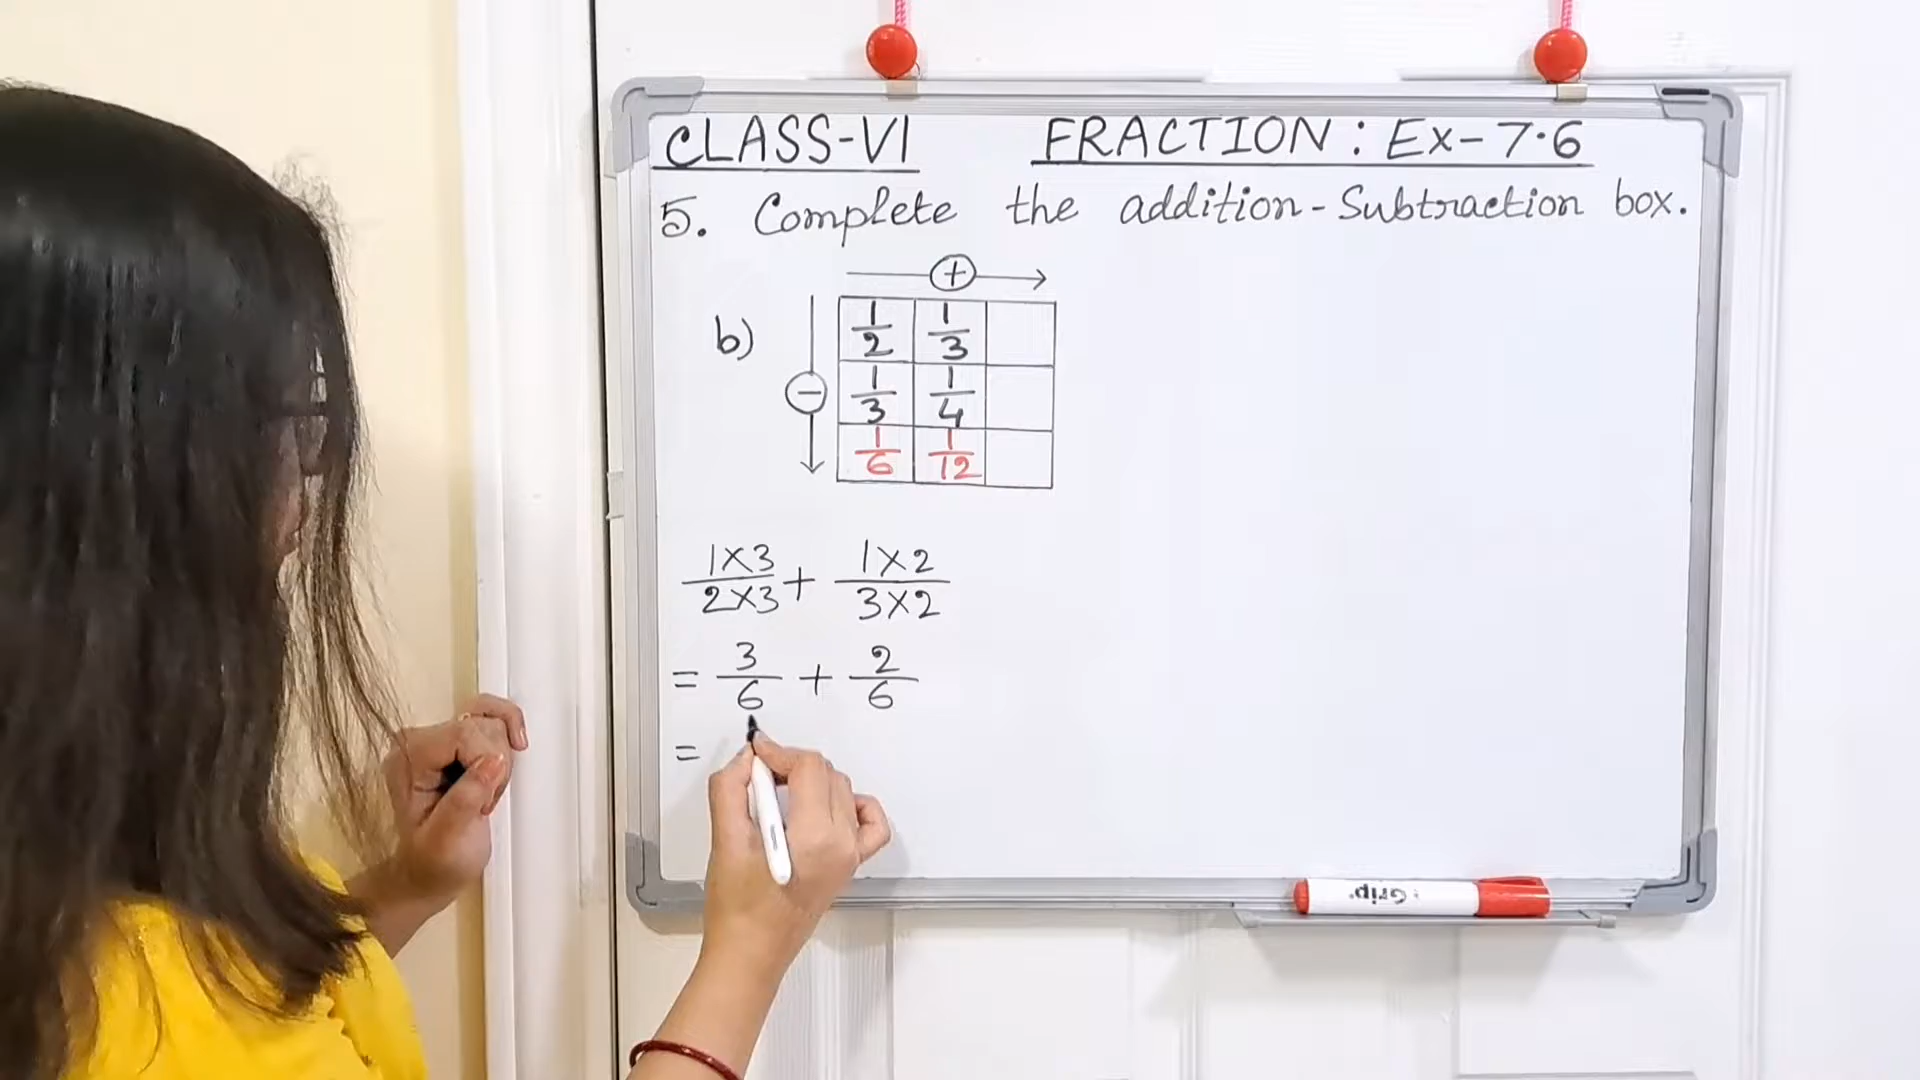 CLASS-VI FRACTION : Ex-7.6
5. Complete the addition-Subtraction box.
+
b)
1/2 1/3
−
1/3 1/4
1/6 1/12
1×3/2×3 + 1×2/3×2
= 3/6 + 2/6
=
Grip